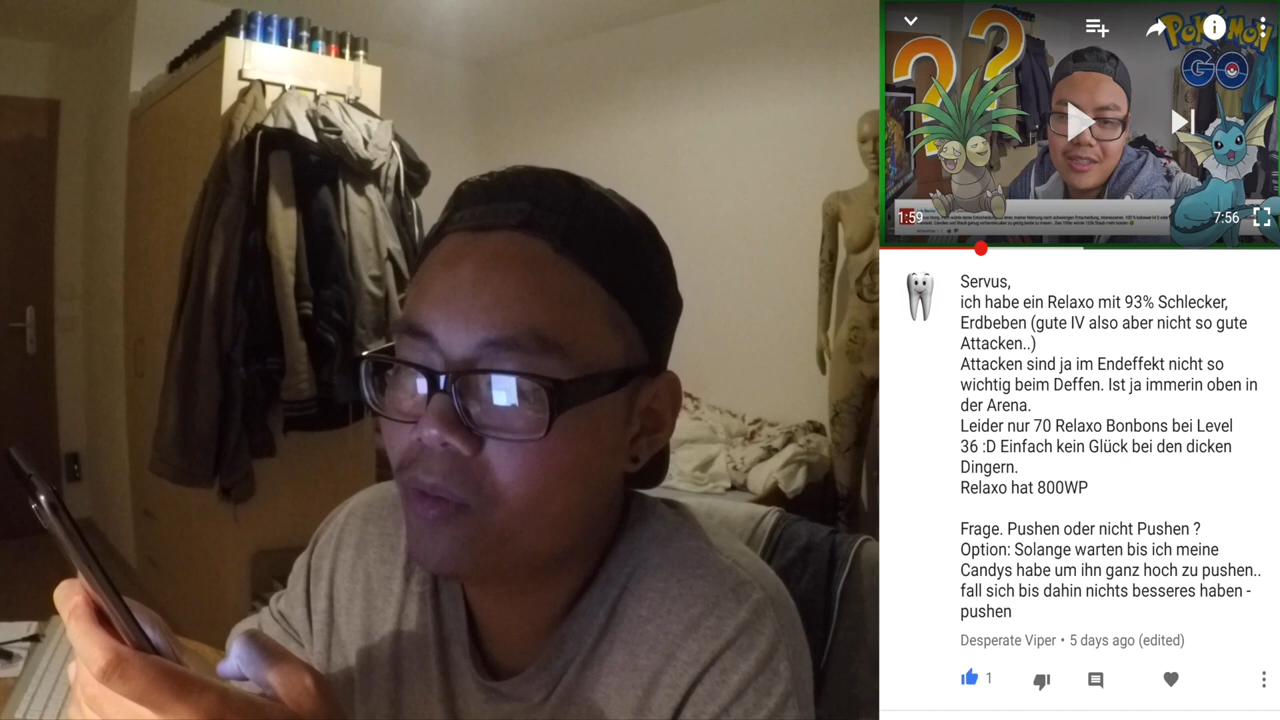 POKÉMON
GO
??
1:59
7:56
Servus,
ich habe ein Relaxo mit 93% Schlecker,
Erdbeben (gute IV also aber nicht so gute
Attacken..)
Attacken sind ja im Endeffekt nicht so
wichtig beim Deffen. Ist ja immerin oben in
der Arena.
Leider nur 70 Relaxo Bonbons bei Level
36 :D Einfach kein Glück bei den dicken
Dingern.
Relaxo hat 800WP
Frage. Pushen oder nicht Pushen ?
Option: Solange warten bis ich meine
Candys habe um ihn ganz hoch zu pushen..
fall sich bis dahin nichts besseres haben -
pushen
Desperate Viper • 5 days ago (edited)
1